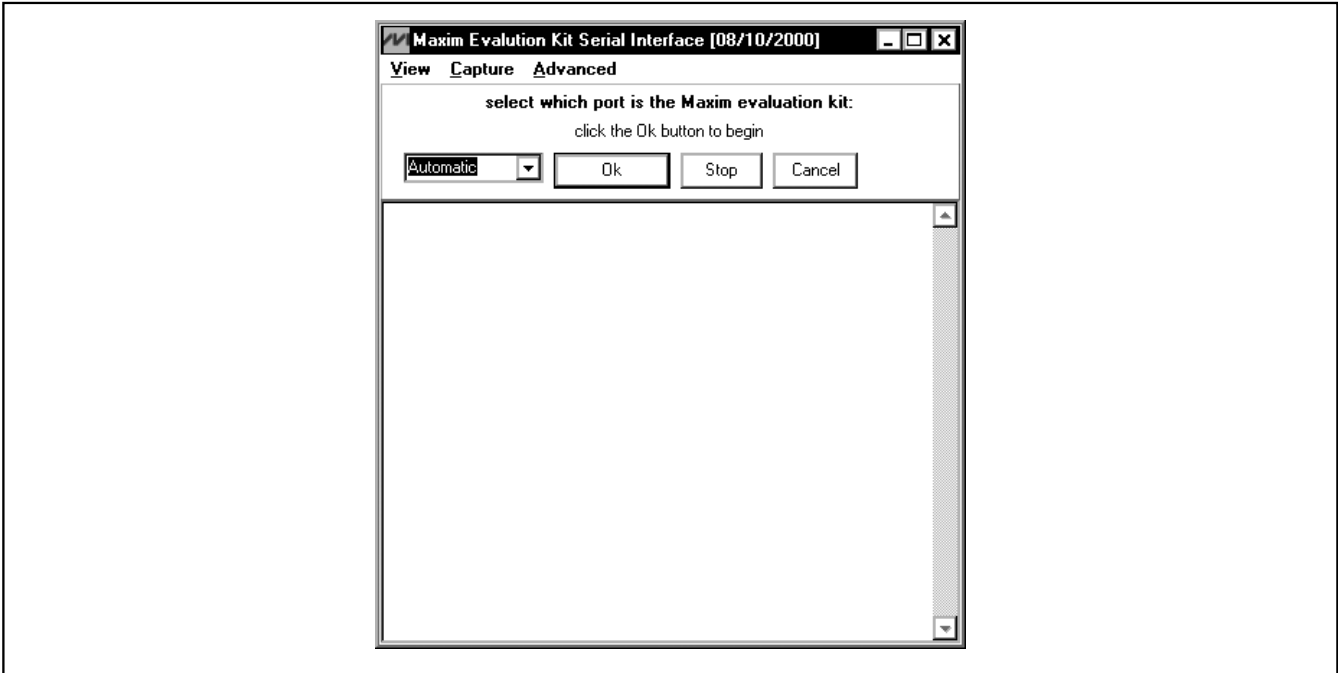 Maxim Evalution Kit Serial Interface [08/10/2000]
View Capture Advanced
select which port is the Maxim evaluation kit:
click the Ok button to begin
Automatic Ok Stop Cancel